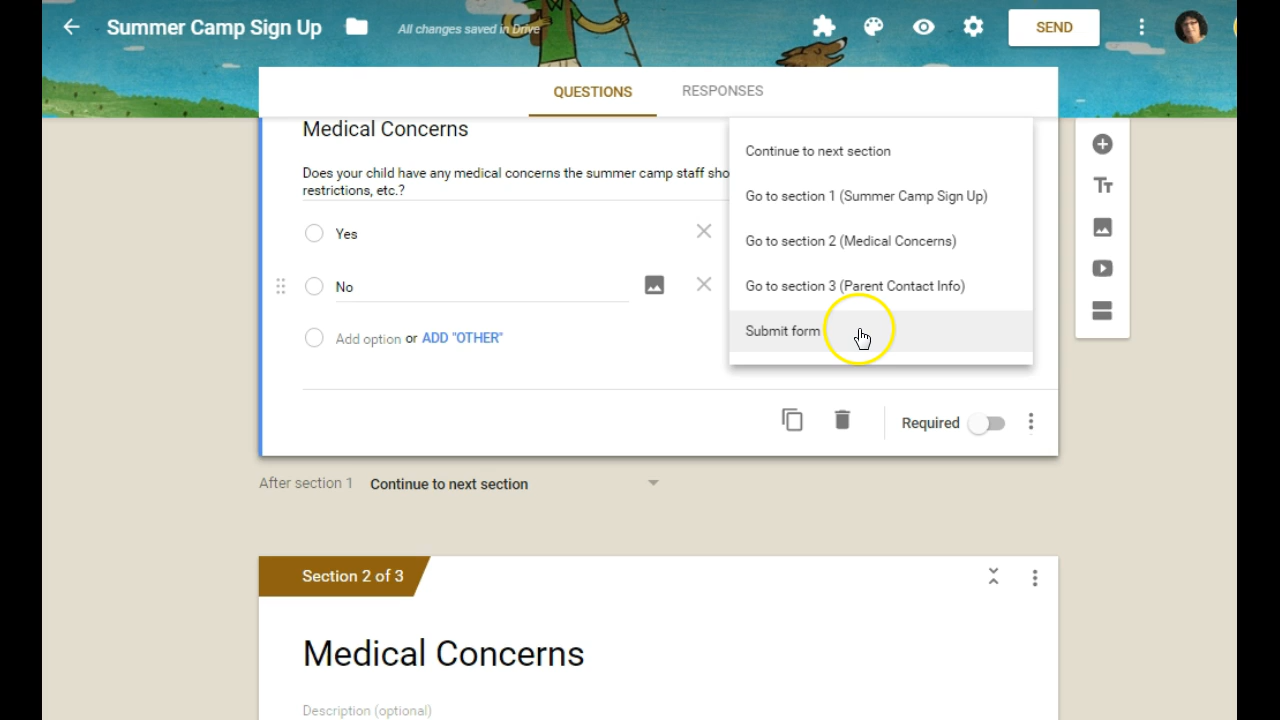 Summer Camp Sign Up
All changes saved in Drive
SEND
QUESTIONS
RESPONSES
Medical Concerns
Does your child have any medical concerns the summer camp staff sho
restrictions, etc.?
Yes
No
Add option or ADD "OTHER"
Continue to next section
Go to section 1 (Summer Camp Sign Up)
Go to section 2 (Medical Concerns)
Go to section 3 (Parent Contact Info)
Submit form
Required
After section 1 Continue to next section
Section 2 of 3
Medical Concerns
Description (optional)